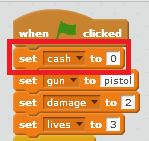 when clicked
set cash to 0
set gun to pistol
set damage to 2
set lives to 3